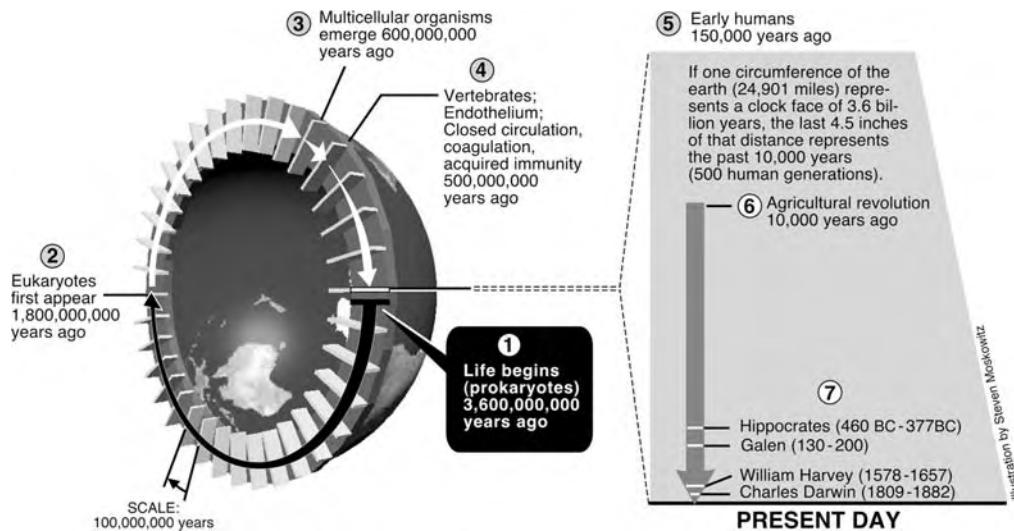 3
Multicellular organisms
emerge 600,000,000
years ago
4
Vertebrates;
Endothelium;
Closed circulation,
coagulation,
acquired immunity
500,000,000
years ago
2
Eukaryotes
first appear
1,800,000,000
years ago
1
Life begins
(prokaryotes)
3,600,000,000
years ago
SCALE:
100,000,000 years
5
Early humans
150,000 years ago
If one circumference of the
earth (24,901 miles) repre-
sents a clock face of 3.6 bil-
lion years, the last 4.5 inches
of that distance represents
the past 10,000 years
(500 human generations).
6
Agricultural revolution
10,000 years ago
7
Hippocrates (460 BC-377BC)
Galen (130-200)
William Harvey (1578-1657)
Charles Darwin (1809-1882)
PRESENT DAY
Illustration by Steven Moskowitz